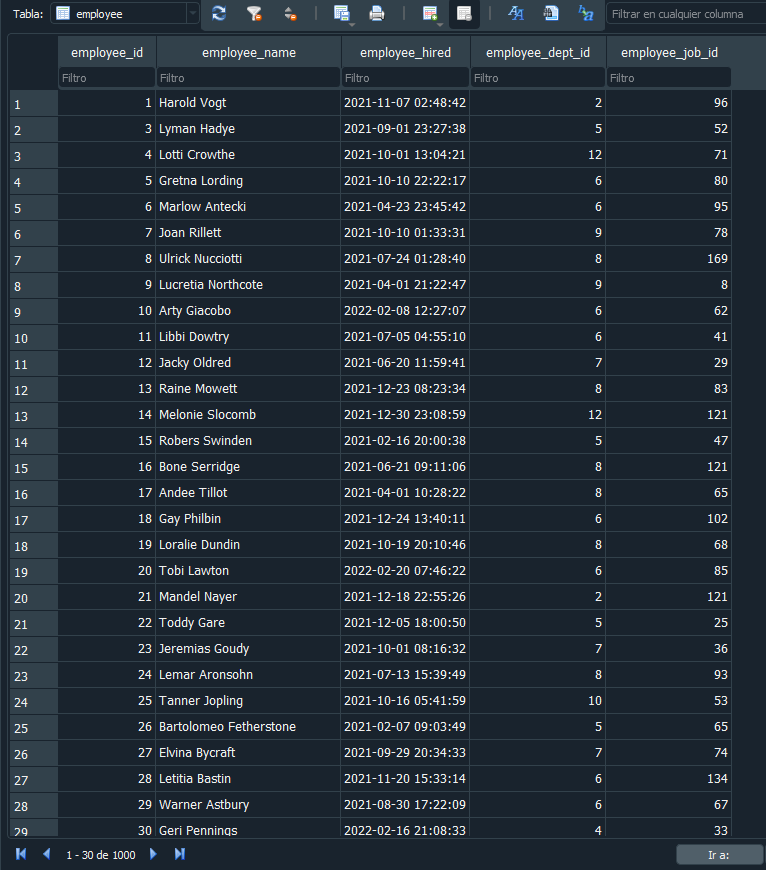 Tabla: employee Filtrar en cualquier columna
employee_id employee_name employee_hired employee_dept_id employee_job_id
Filtro Filtro Filtro Filtro Filtro
1 1 Harold Vogt 2021-11-07 02:48:42 2 96
2 3 Lyman Hadye 2021-09-01 23:27:38 5 52
3 4 Lotti Crowthe 2021-10-01 13:04:21 12 71
4 5 Gretna Lording 2021-10-10 22:22:17 6 80
5 6 Marlow Antecki 2021-04-23 23:45:42 6 95
6 7 Joan Rillett 2021-10-10 01:33:31 9 78
7 8 Ulrick Nucciotti 2021-07-24 01:28:40 8 169
8 9 Lucretia Northcote 2021-04-01 21:22:47 9 8
9 10 Arty Giacobo 2022-02-08 12:27:07 6 62
10 11 Libbi Dowtry 2021-07-05 04:55:10 6 41
11 12 Jacky Oldred 2021-06-20 11:59:41 7 29
12 13 Raine Mowett 2021-12-23 08:23:34 8 83
13 14 Melonie Slocomb 2021-12-30 23:08:59 12 121
14 15 Robers Swinden 2021-02-16 20:00:38 5 47
15 16 Bone Serridge 2021-06-21 09:11:06 8 121
16 17 Andee Tillot 2021-04-01 10:28:22 8 65
17 18 Gay Philbin 2021-12-24 13:40:11 6 102
18 19 Loralie Dundin 2021-10-19 20:10:46 8 68
19 20 Tobi Lawton 2022-02-20 07:46:22 6 85
20 21 Mandel Nayer 2021-12-18 22:55:26 2 121
21 22 Toddy Gare 2021-12-05 18:00:50 5 25
22 23 Jeremias Goudy 2021-10-01 08:16:32 7 36
23 24 Lemar Aronsohn 2021-07-13 15:39:49 8 93
24 25 Tanner Jopling 2021-10-16 05:41:59 10 53
25 26 Bartolomeo Fetherstone 2021-02-07 09:03:49 5 65
26 27 Elvina Bycraft 2021-09-29 20:34:33 7 74
27 28 Letitia Bastin 2021-11-20 15:33:14 6 134
28 29 Warner Astbury 2021-08-30 17:22:09 6 67
29 30 Geri Pennings 2022-02-16 21:08:33 4 33
1 - 30 de 1000 Ir a: